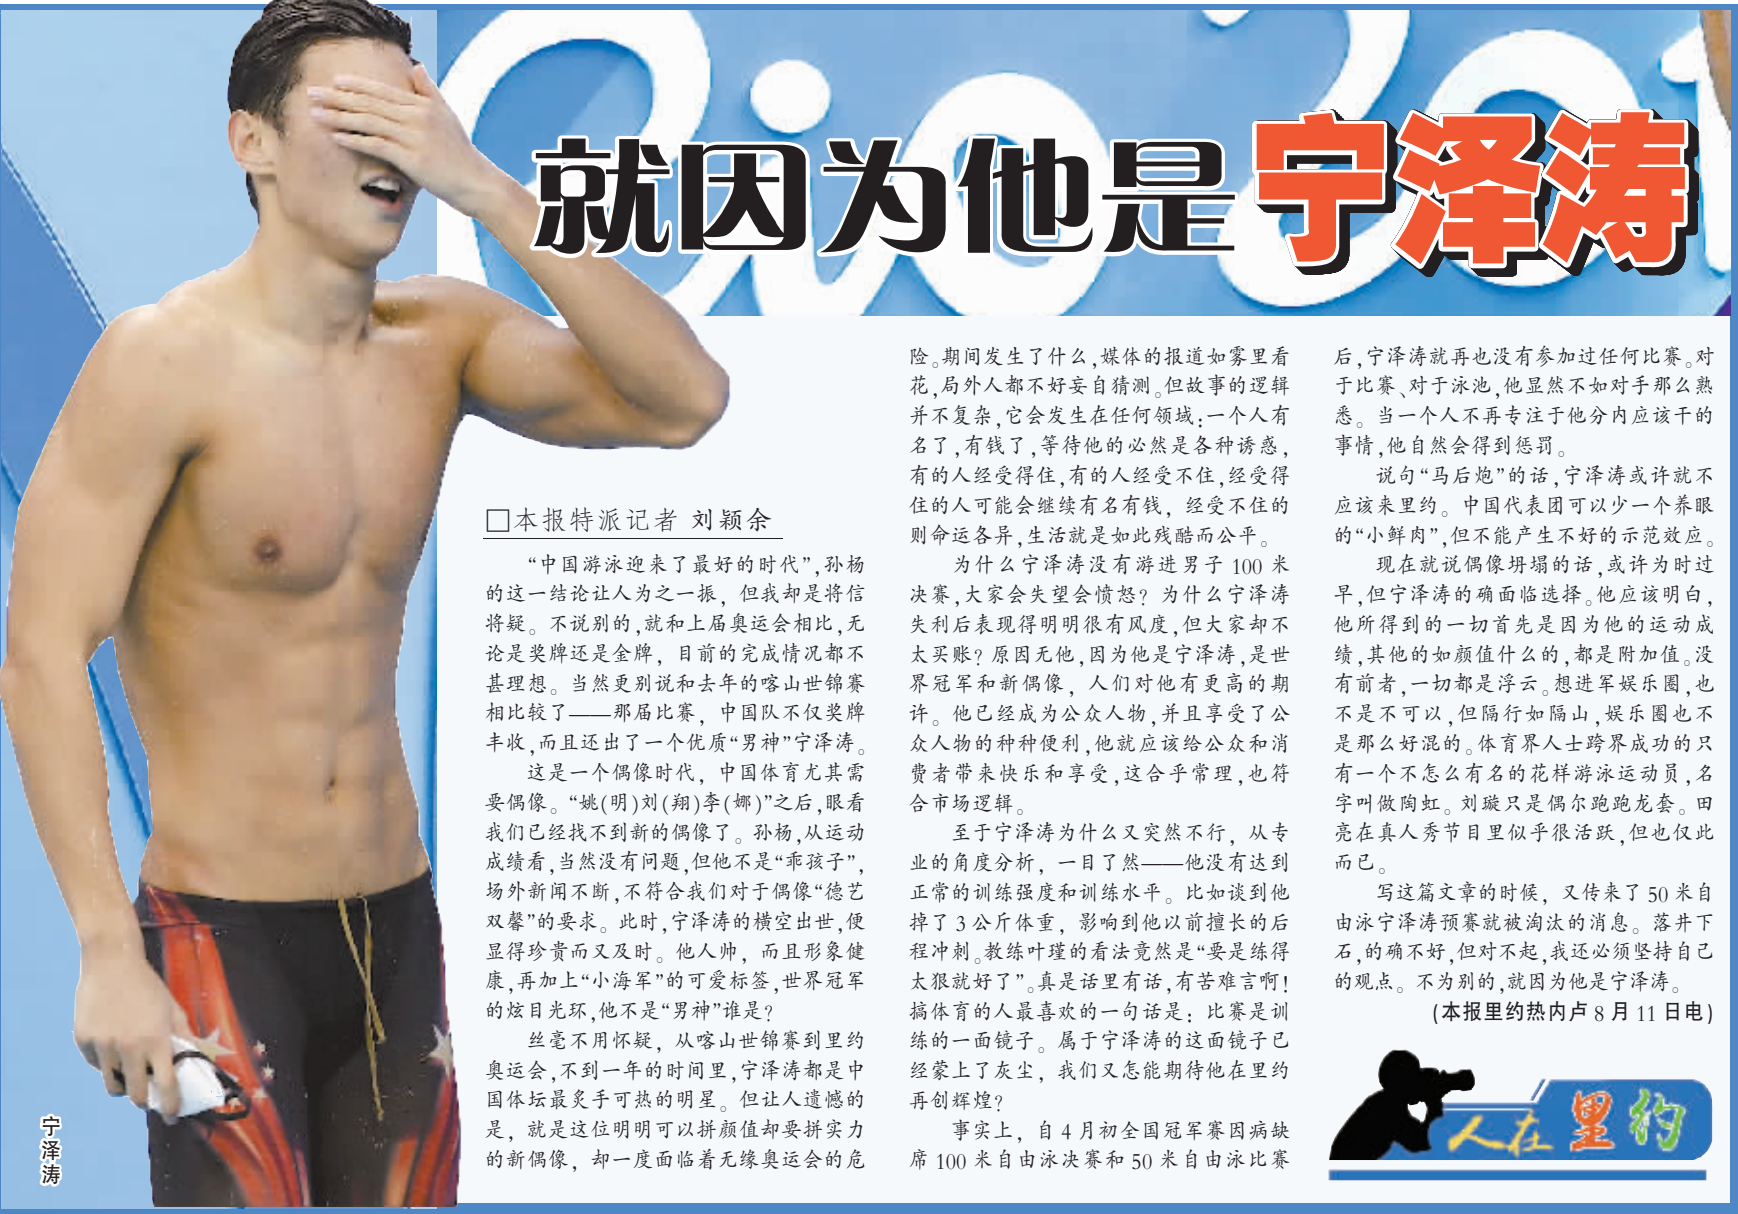 Rio 201
就因为他是宁泽涛
□本报特派记者 刘颖余
“中国游泳迎来了最好的时代”,孙杨
的这一结论让人为之一振，但我却是将信
将疑。不说别的,就和上届奥运会相比,无
论是奖牌还是金牌，目前的完成情况都不
甚理想。当然更别说和去年的喀山世锦赛
相比较了——那届比赛，中国队不仅奖牌
丰收,而且还出了一个优质“男神”宁泽涛。
这是一个偶像时代，中国体育尤其需
要偶像。“姚(明)刘(翔)李(娜)”之后,眼看
我们已经找不到新的偶像了。孙杨,从运动
成绩看,当然没有问题,但他不是“乖孩子”,
场外新闻不断,不符合我们对于偶像“德艺
双馨”的要求。此时,宁泽涛的横空出世,便
显得珍贵而又及时。他人帅，而且形象健
康,再加上“小海军”的可爱标签,世界冠军
的炫目光环,他不是“男神”谁是?
丝毫不用怀疑，从喀山世锦赛到里约
奥运会,不到一年的时间里,宁泽涛都是中
国体坛最炙手可热的明星。但让人遗憾的
是，就是这位明明可以拼颜值却要拼实力
的新偶像，却一度面临着无缘奥运会的危
险。期间发生了什么,媒体的报道如雾里看
花,局外人都不好妄自猜测。但故事的逻辑
并不复杂,它会发生在任何领域:一个人有
名了,有钱了,等待他的必然是各种诱惑,
有的人经受得住,有的人经受不住,经受得
住的人可能会继续有名有钱，经受不住的
则命运各异,生活就是如此残酷而公平。
为什么宁泽涛没有游进男子 100 米
决赛,大家会失望会愤怒? 为什么宁泽涛
失利后表现得明明很有风度,但大家却不
太买账? 原因无他,因为他是宁泽涛,是世
界冠军和新偶像，人们对他有更高的期
许。他已经成为公众人物,并且享受了公
众人物的种种便利,他就应该给公众和消
费者带来快乐和享受,这合乎常理,也符
合市场逻辑。
至于宁泽涛为什么又突然不行，从专
业的角度分析，一目了然——他没有达到
正常的训练强度和训练水平。比如谈到他
掉了 3 公斤体重，影响到他以前擅长的后
程冲刺。教练叶瑾的看法竟然是“要是练得
太狠就好了”。真是话里有话,有苦难言啊!
搞体育的人最喜欢的一句话是：比赛是训
练的一面镜子。属于宁泽涛的这面镜子已
经蒙上了灰尘，我们又怎能期待他在里约
再创辉煌?
事实上，自 4 月初全国冠军赛因病缺
席 100 米自由泳决赛和 50 米自由泳比赛
后,宁泽涛就再也没有参加过任何比赛。对
于比赛、对于泳池,他显然不如对手那么熟
悉。当一个人不再专注于他分内应该干的
事情,他自然会得到惩罚。
说句“马后炮”的话,宁泽涛或许就不
应该来里约。中国代表团可以少一个养眼
的“小鲜肉”,但不能产生不好的示范效应。
现在就说偶像坍塌的话,或许为时过
早,但宁泽涛的确面临选择。他应该明白,
他所得到的一切首先是因为他的运动成
绩,其他的如颜值什么的,都是附加值。没
有前者,一切都是浮云。想进军娱乐圈,也
不是不可以,但隔行如隔山,娱乐圈也不
是那么好混的。体育界人士跨界成功的只
有一个不怎么有名的花样游泳运动员,名
字叫做陶虹。刘璇只是偶尔跑跑龙套。田
亮在真人秀节目里似乎很活跃,但也仅此
而已。
写这篇文章的时候，又传来了 50 米自
由泳宁泽涛预赛就被淘汰的消息。落井下
石,的确不好,但对不起,我还必须坚持自己
的观点。不为别的,就因为他是宁泽涛。
(本报里约热内卢 8 月 11 日电)
人在里约
宁泽涛